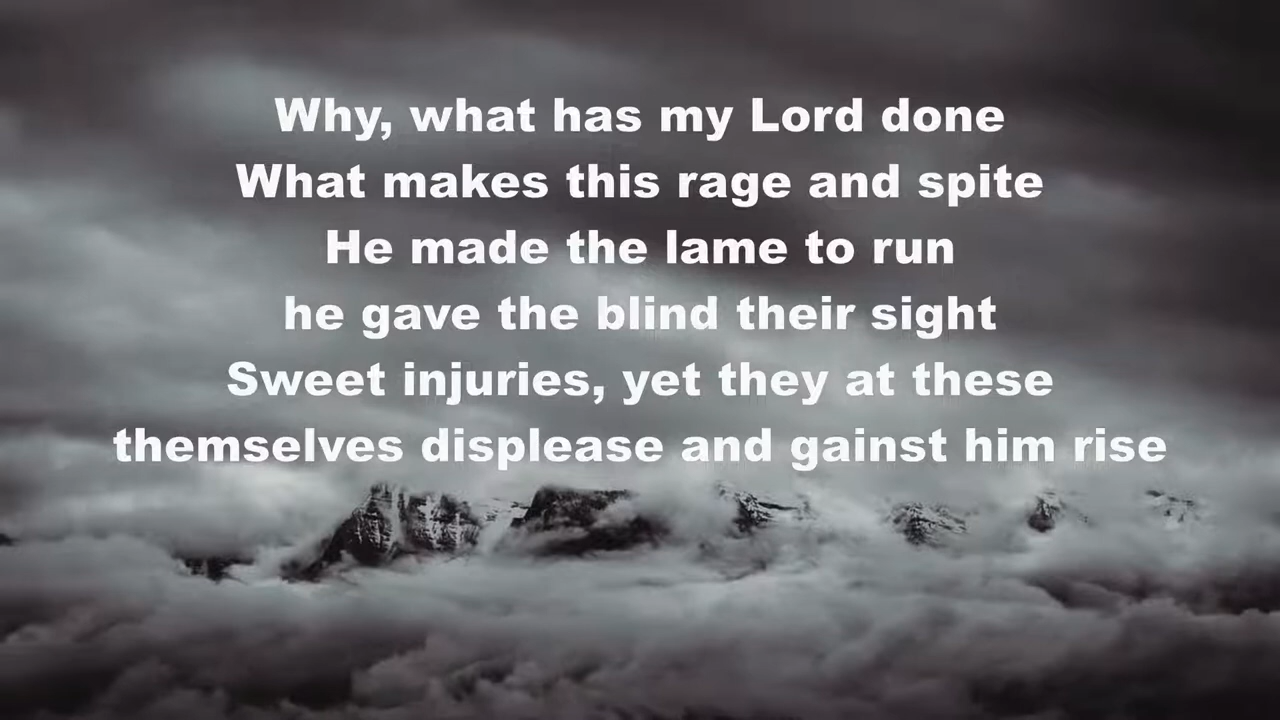 Why, what has my Lord done
What makes this rage and spite
He made the lame to run
he gave the blind their sight
Sweet injuries, yet they at these
themselves displease and gainst him rise